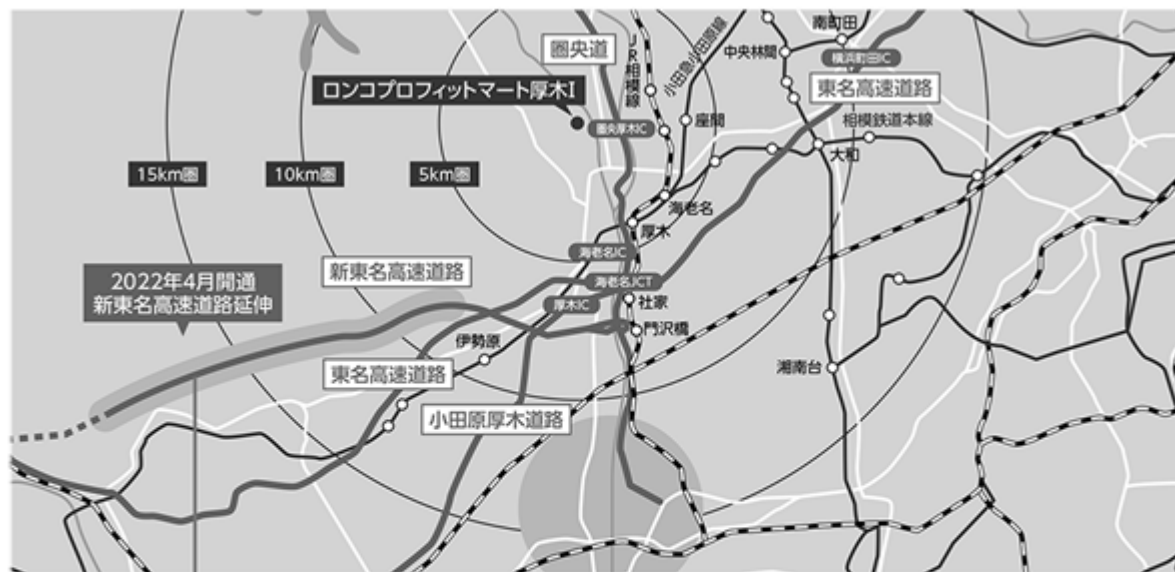 南町田
圏央道
中央林間
横浜町田IC
JR相模線
小田急小田原線
ロンコプロフィットマート厚木I
東名高速道路
圏央厚木IC
座間
相模鉄道本線
大和
15km圏
10km圏
5km圏
海老名
厚木
海老名IC
新東名高速道路
2022年4月開通
新東名高速道路延伸
海老名JCT
厚木IC
社家
門沢橋
伊勢原
湘南台
東名高速道路
小田原厚木道路